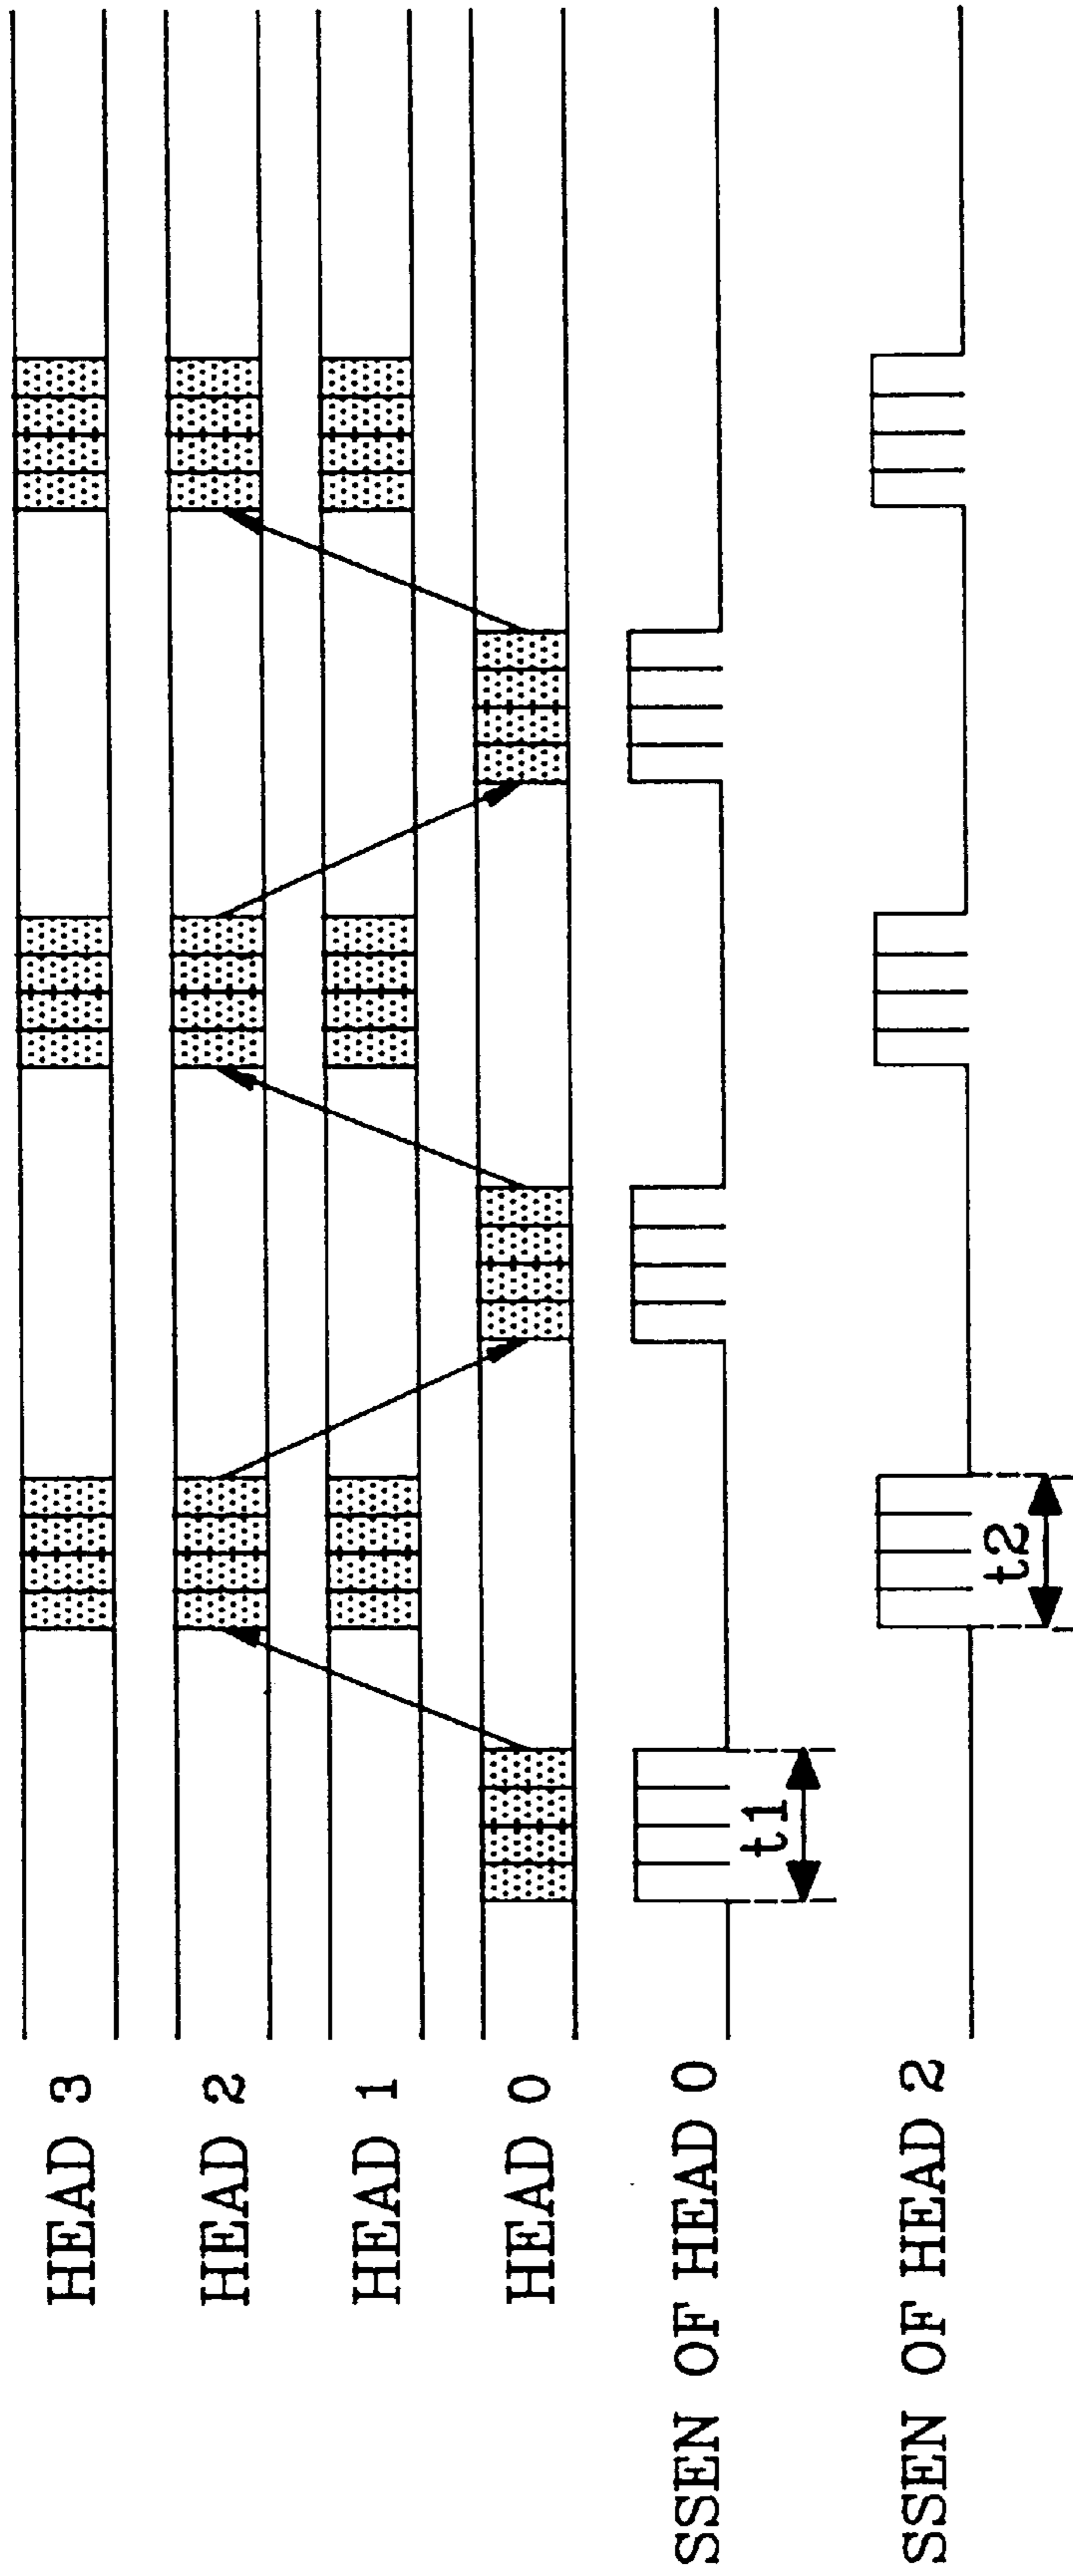 HEAD 3
HEAD 2
HEAD 1
HEAD 0
SSEN OF HEAD 0
t1
SSEN OF HEAD 2
t2